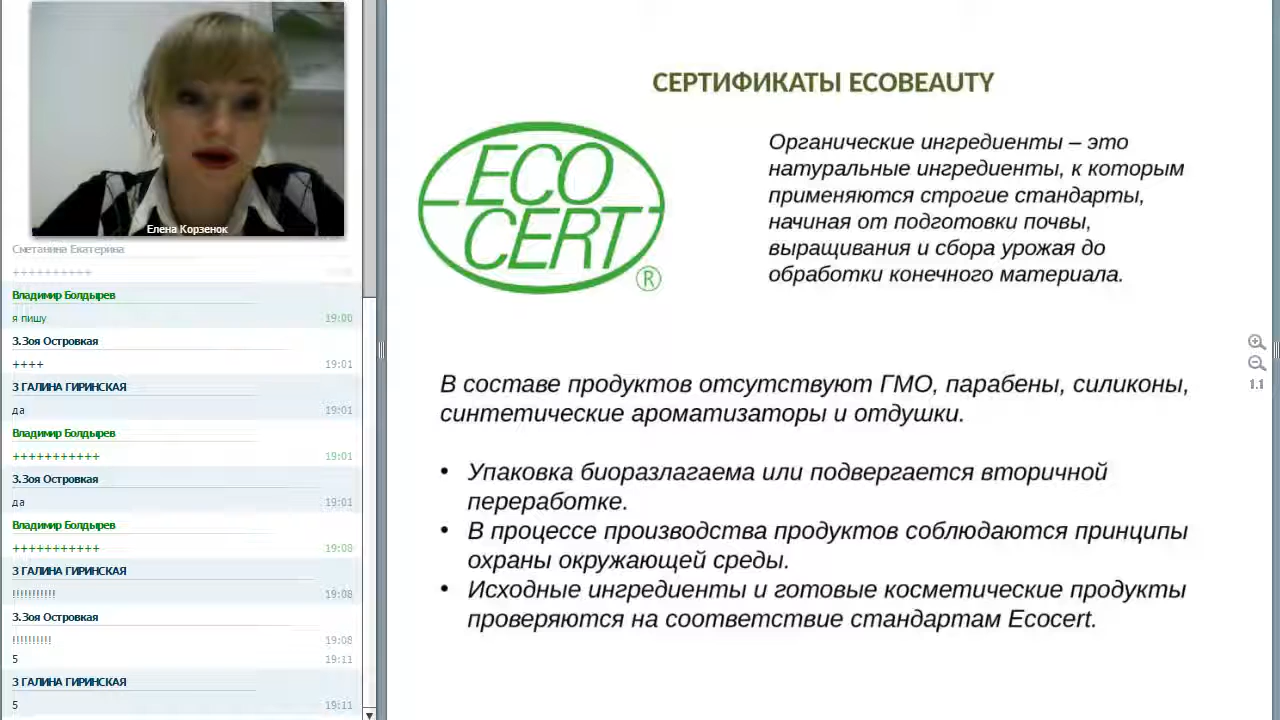 Елена Корзенок
Сметанина Екатерина
++++++++++
Владимир Болдырев
я пишу 19:00
3.Зоя Островкая
++++ 19:01
3 ГАЛИНА ГИРИНСКАЯ
да 19:01
Владимир Болдырев
+++++++++++ 19:01
3.Зоя Островкая
да 19:01
Владимир Болдырев
+++++++++++ 19:08
3 ГАЛИНА ГИРИНСКАЯ
!!!!!!!!!!! 19:08
3.Зоя Островкая
!!!!!!!!!! 19:08
5 19:11
3 ГАЛИНА ГИРИНСКАЯ
5 19:11
СЕРТИФИКАТЫ ECOBEAUTY
ECO
CERT
®
Органические ингредиенты – это
натуральные ингредиенты, к которым
применяются строгие стандарты,
начиная от подготовки почвы,
выращивания и сбора урожая до
обработки конечного материала.
В составе продуктов отсутствуют ГМО, парабены, силиконы,
синтетические ароматизаторы и отдушки.
• Упаковка биоразлагаема или подвергается вторичной
переработке.
• В процессе производства продуктов соблюдаются принципы
охраны окружающей среды.
• Исходные ингредиенты и готовые косметические продукты
проверяются на соответствие стандартам Ecocert.
1.1